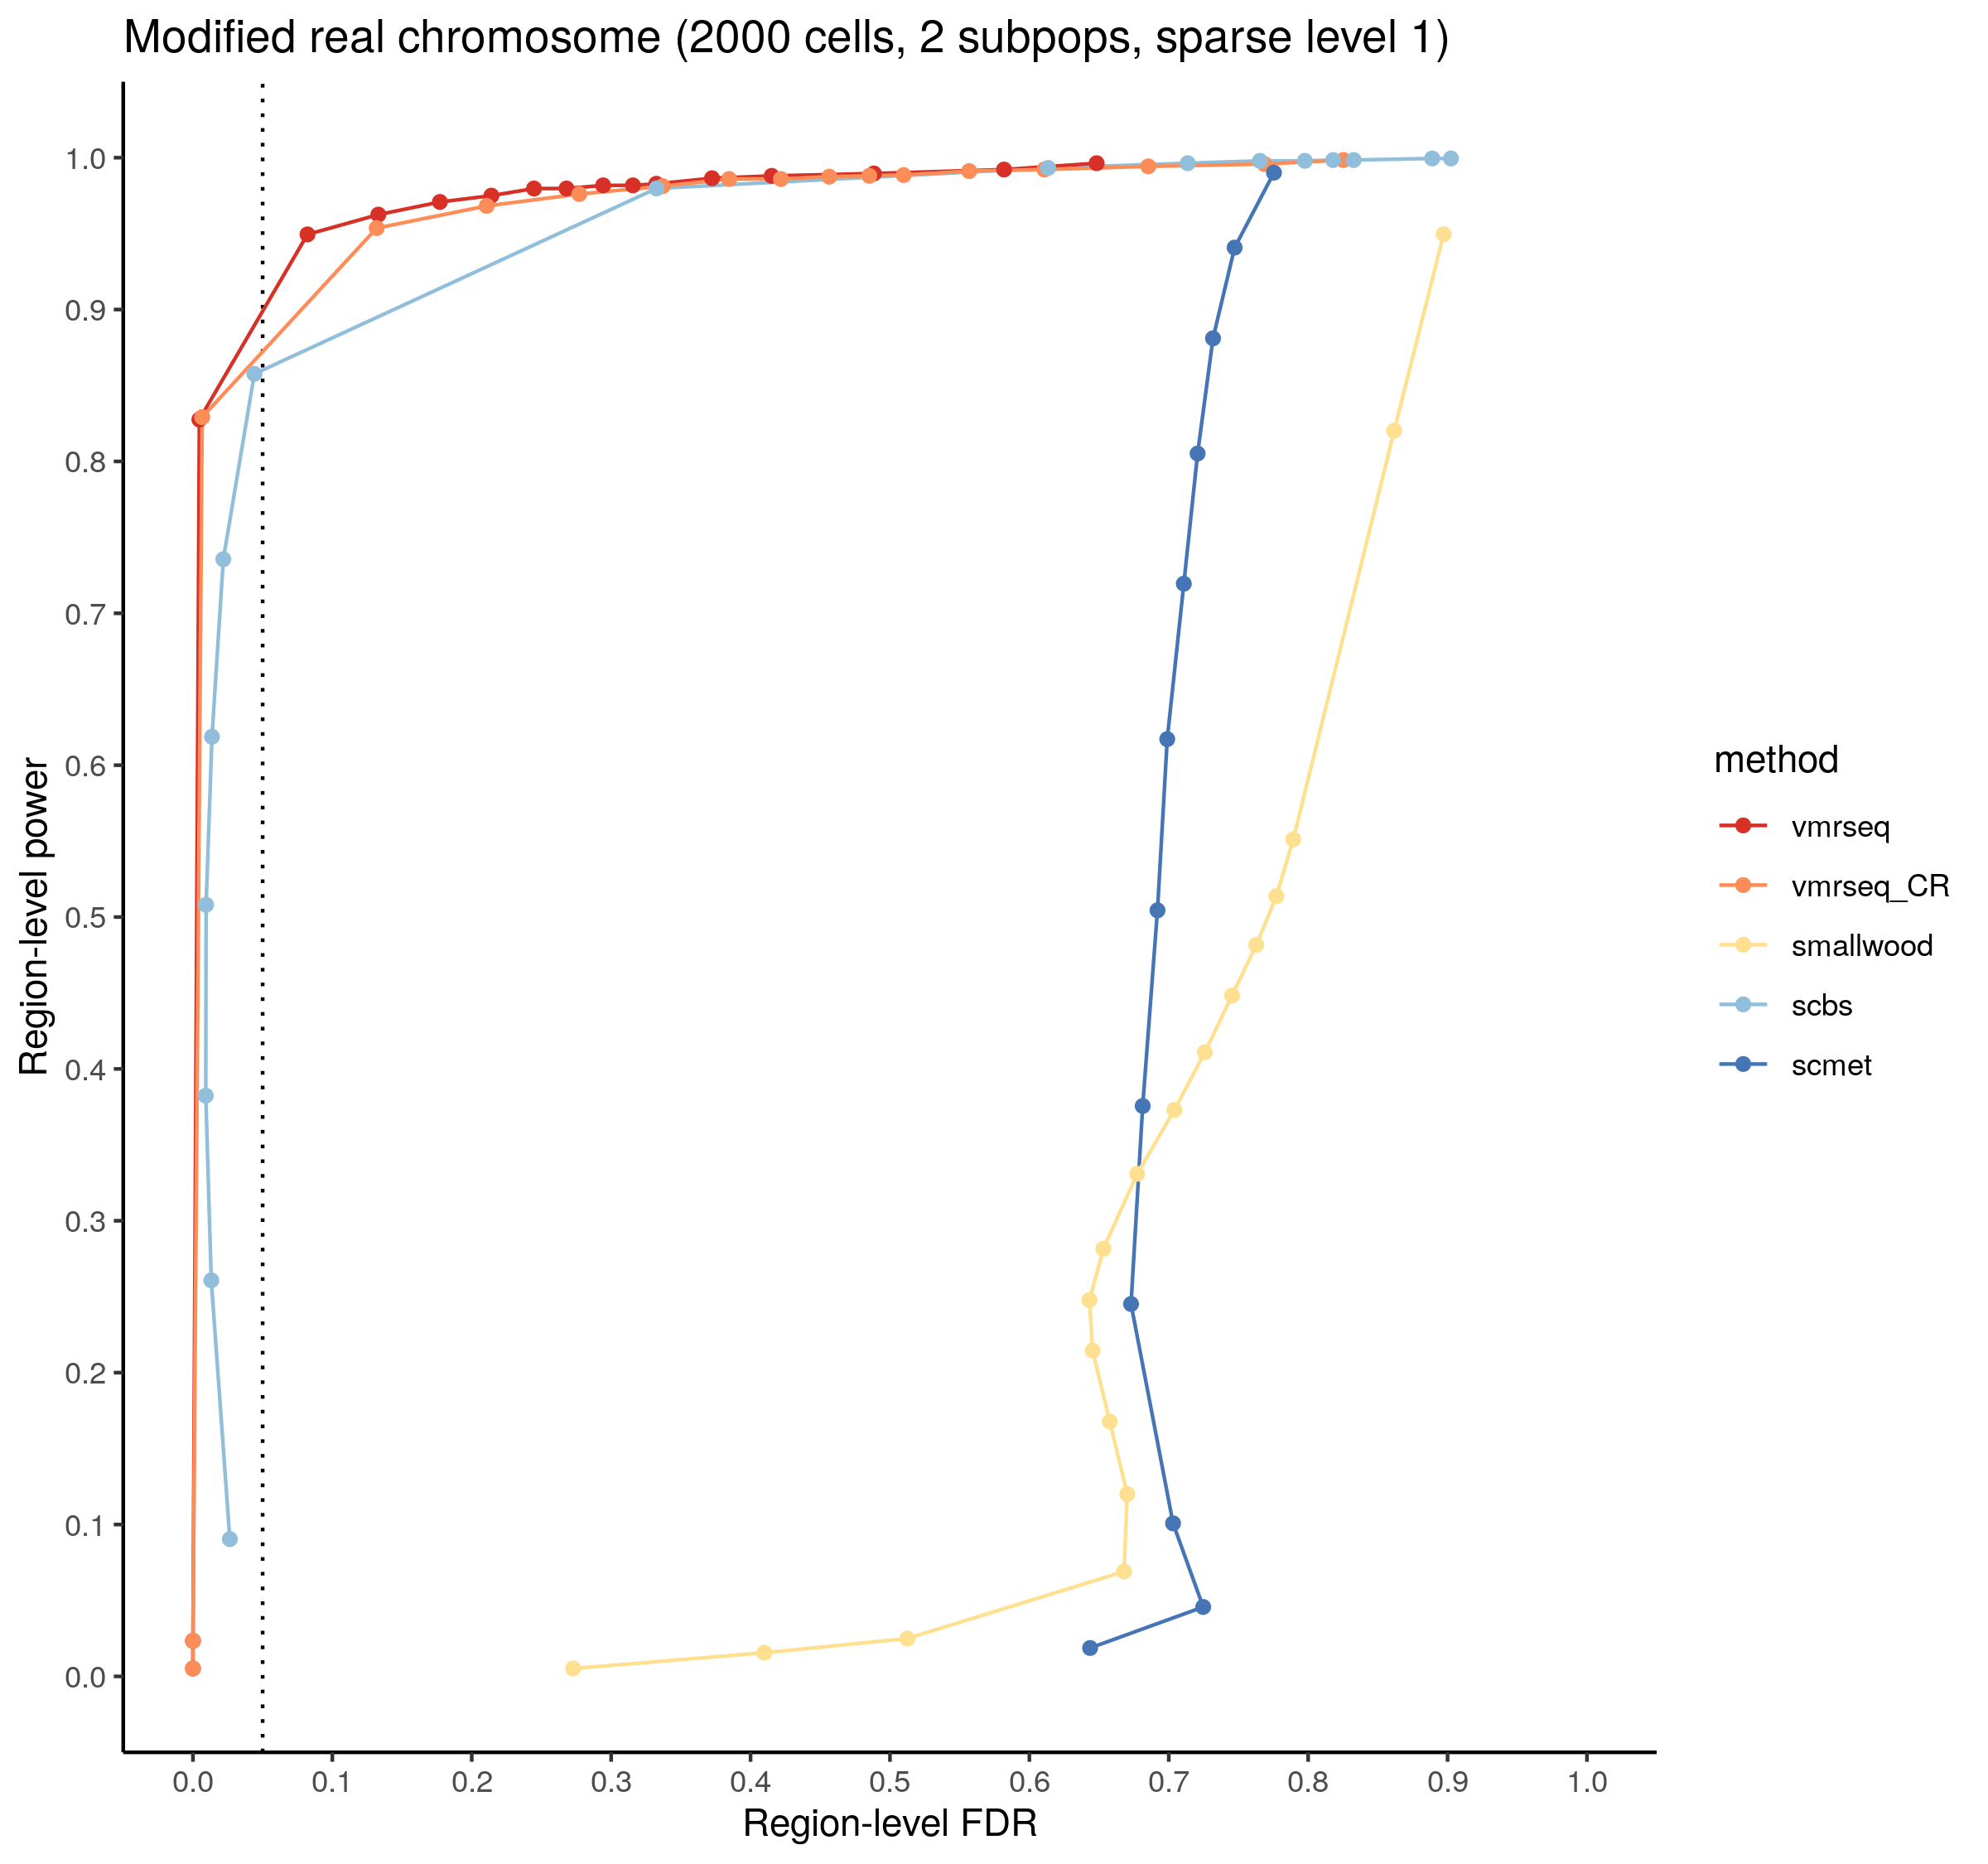 Modified real chromosome (2000 cells, 2 subpops, sparse level 1)
Region-level power
1.0
0.9
0.8
0.7
0.6
0.5
0.4
0.3
0.2
0.1
0.0
0.0 0.1 0.2 0.3 0.4 0.5 0.6 0.7 0.8 0.9 1.0
Region-level FDR
method
vmrseq
vmrseq_CR
smallwood
scbs
scmet